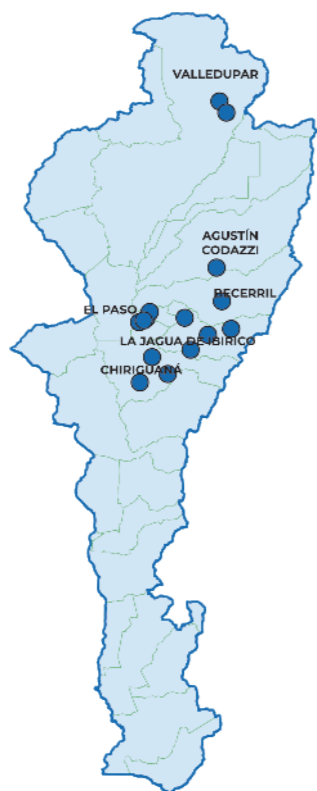 VALLEDUPAR
AGUSTÍN
CODAZZI
BECERRIL
EL PASO
LA JAGUA DE IBIRICO
CHIRIGUANÁ